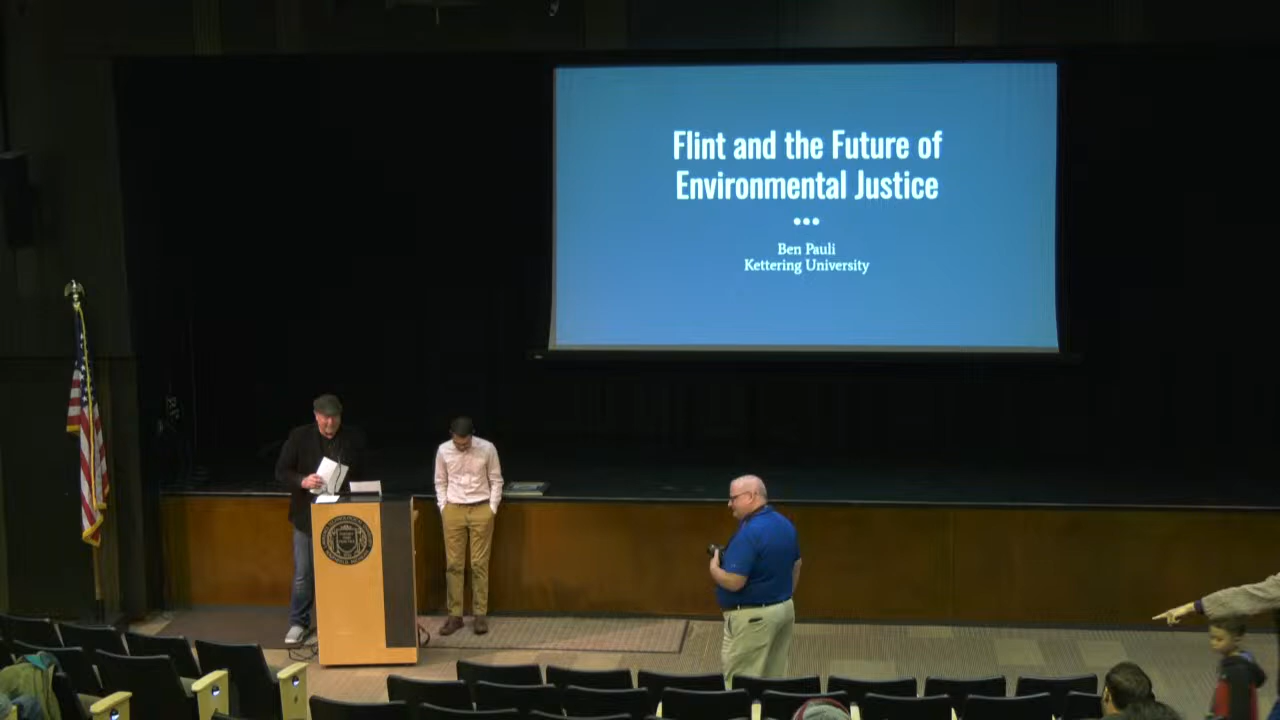 Flint and the Future of
Environmental Justice
Ben Pauli
Kettering University